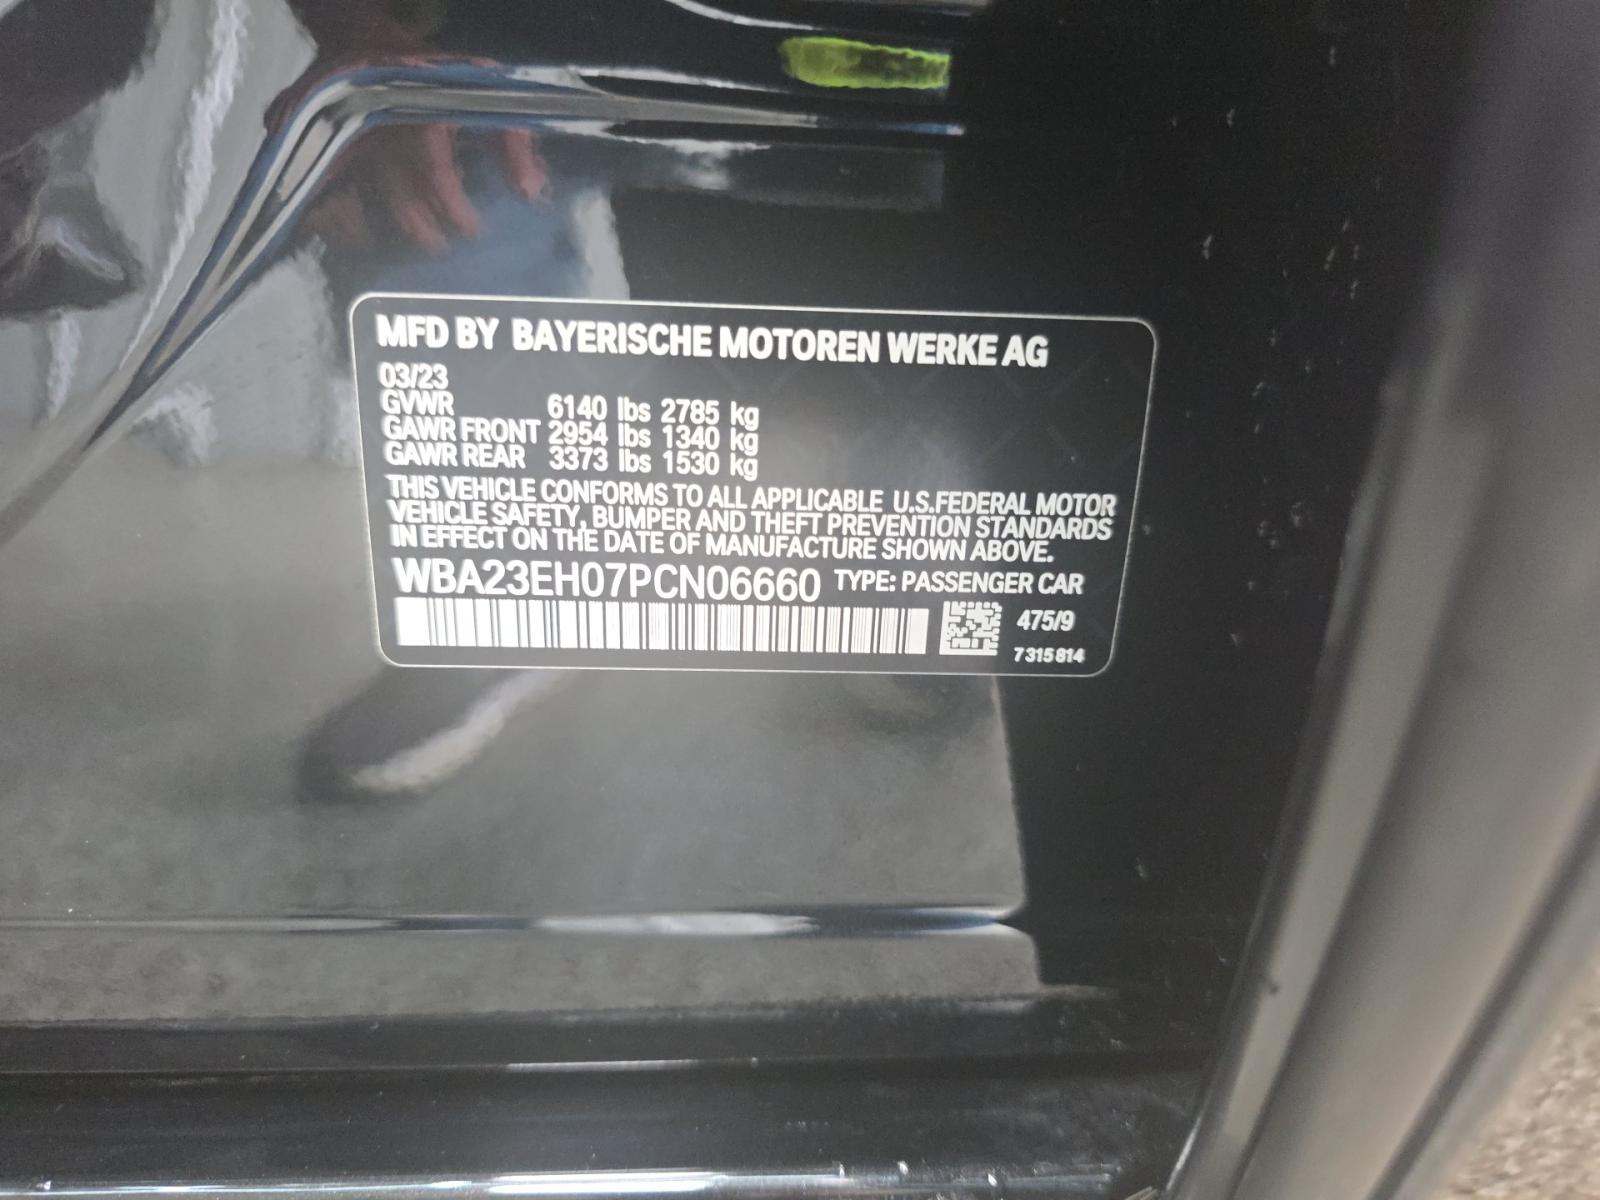 MFD BY BAYERISCHE MOTOREN WERKE AG
03/23
GVWR 6140 lbs 2785 kg
GAWR FRONT 2954 lbs 1340 kg
GAWR REAR 3373 lbs 1530 kg
THIS VEHICLE CONFORMS TO ALL APPLICABLE U.S.FEDERAL MOTOR
VEHICLE SAFETY, BUMPER AND THEFT PREVENTION STANDARDS
IN EFFECT ON THE DATE OF MANUFACTURE SHOWN ABOVE.
WBA23EH07PCN06660 TYPE: PASSENGER CAR
475/9
7 315 814